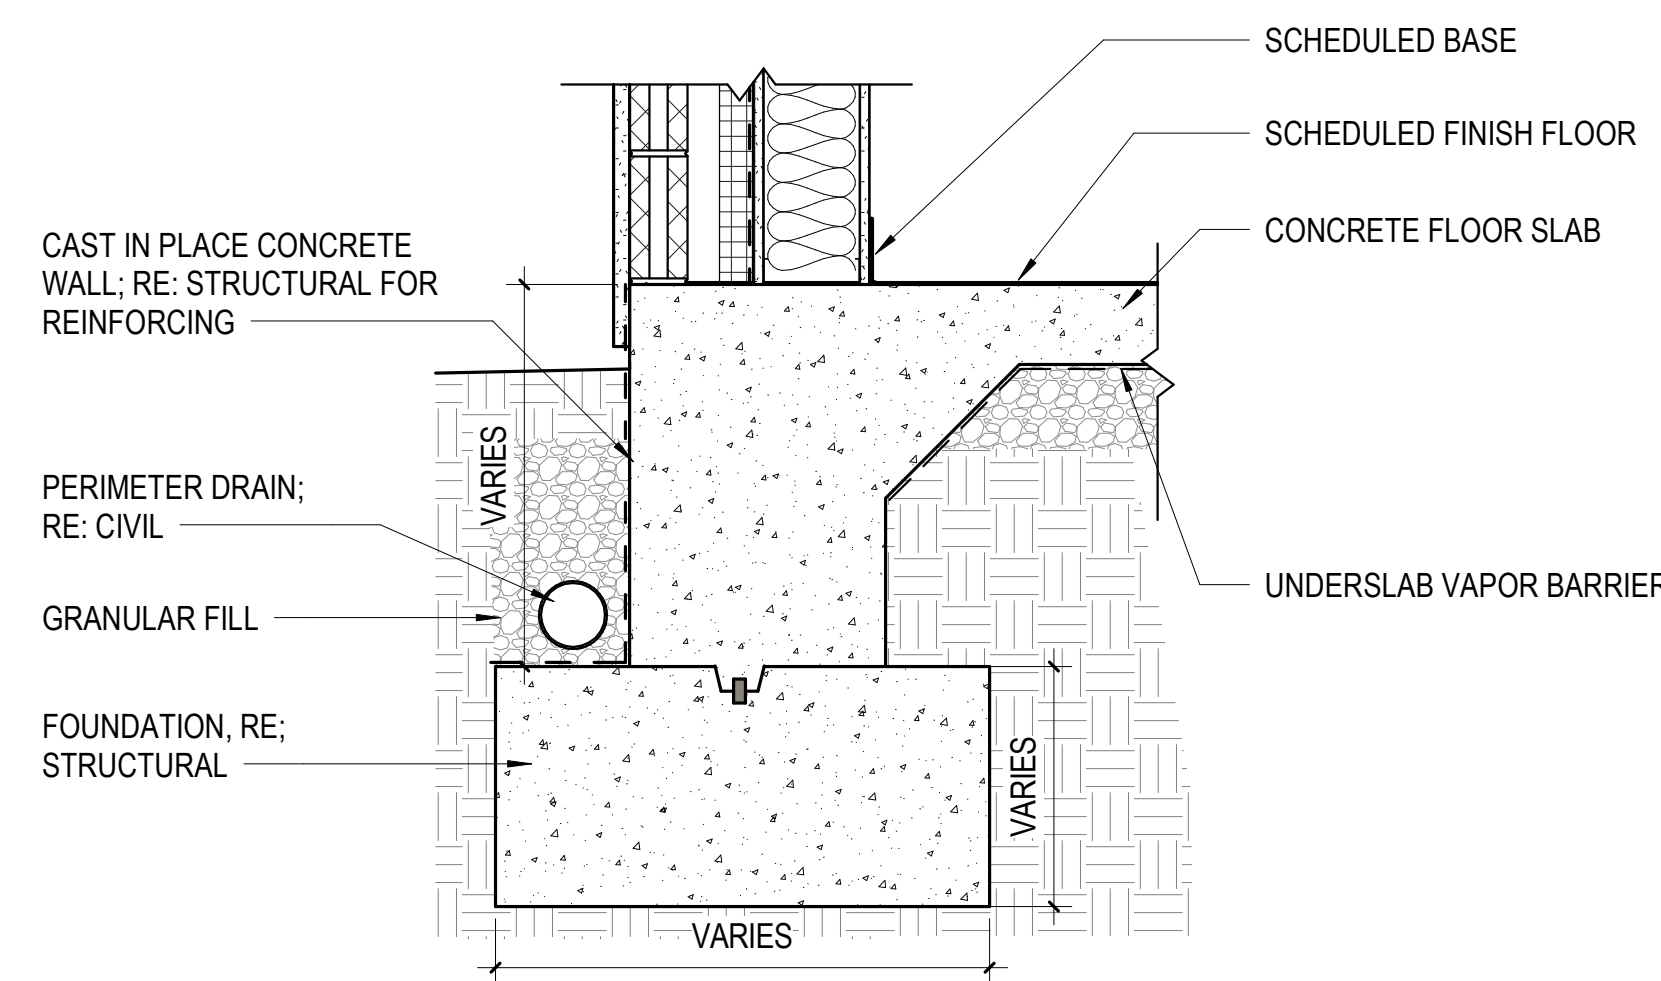 SCHEDULED BASE
SCHEDULED FINISH FLOOR
CONCRETE FLOOR SLAB
CAST IN PLACE CONCRETE
WALL; RE: STRUCTURAL FOR
REINFORCING
VARIES
PERIMETER DRAIN;
RE: CIVIL
UNDERSLAB VAPOR BARRIER
GRANULAR FILL
FOUNDATION, RE;
STRUCTURAL
VARIES
VARIES